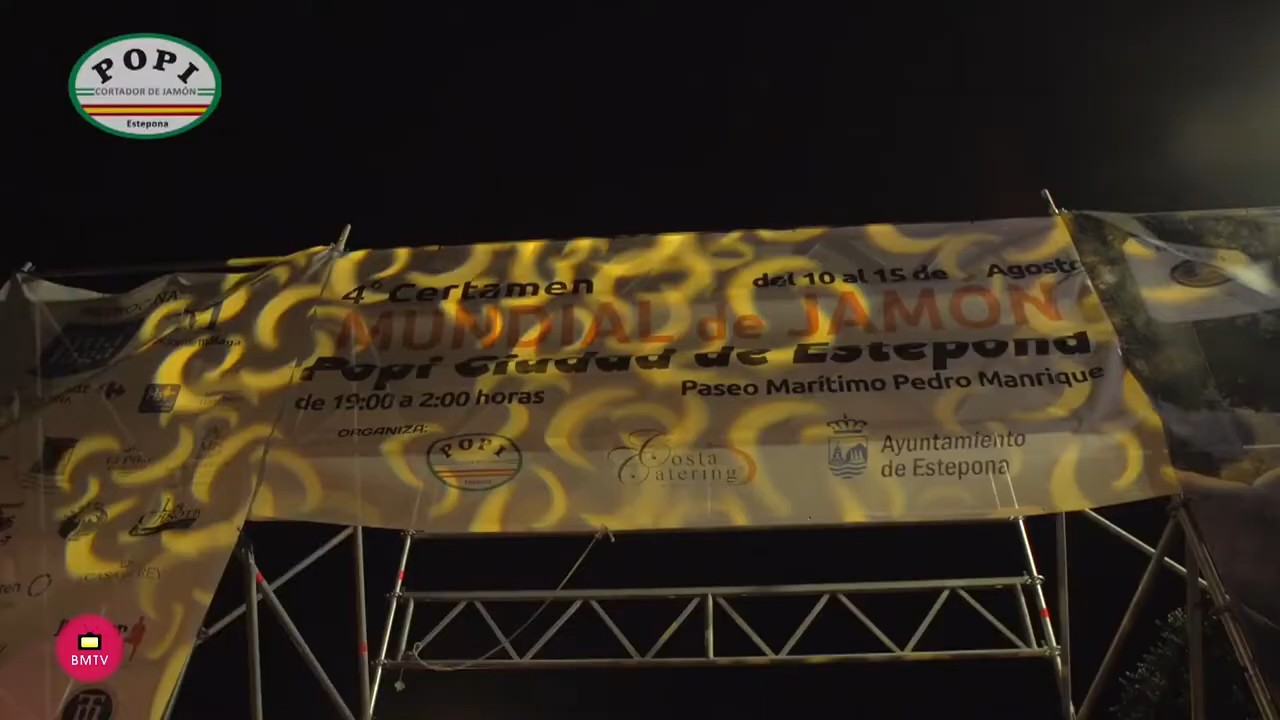 POPI
CORTADOR DE JAMÓN
Estepona
4º Certamen
del 10 al 15 de Agosto
MUNDIAL de JAMÓN
Popi Ciudad de Estepona
de 19:00 a 2:00 horas
Paseo Marítimo Pedro Manrique
ORGANIZA:
POPI
Costa
Catering
Ayuntamiento
de Estepona
BMTV